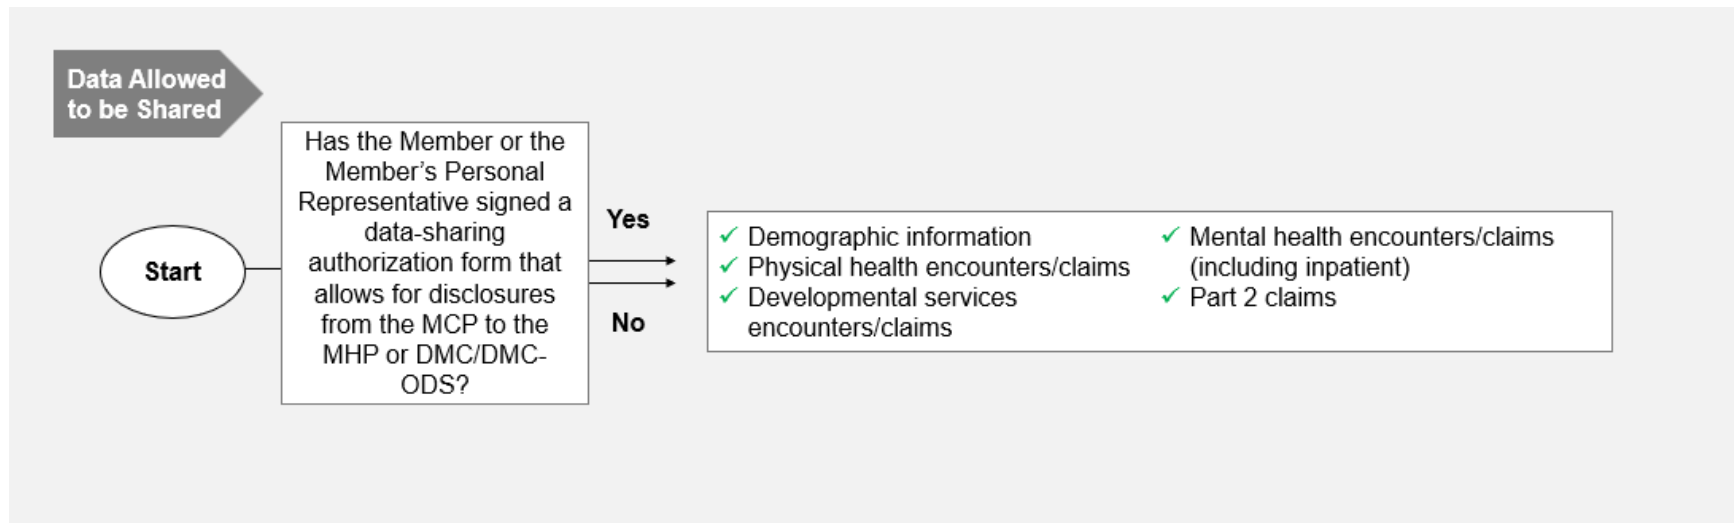 Data Allowed
to be Shared
Start
Has the Member or the
Member’s Personal
Representative signed a
data-sharing
authorization form that
allows for disclosures
from the MCP to the
MHP or DMC/DMC-
ODS?
Yes
No
✓ Demographic information
✓ Physical health encounters/claims
✓ Developmental services
encounters/claims
✓ Mental health encounters/claims
(including inpatient)
✓ Part 2 claims